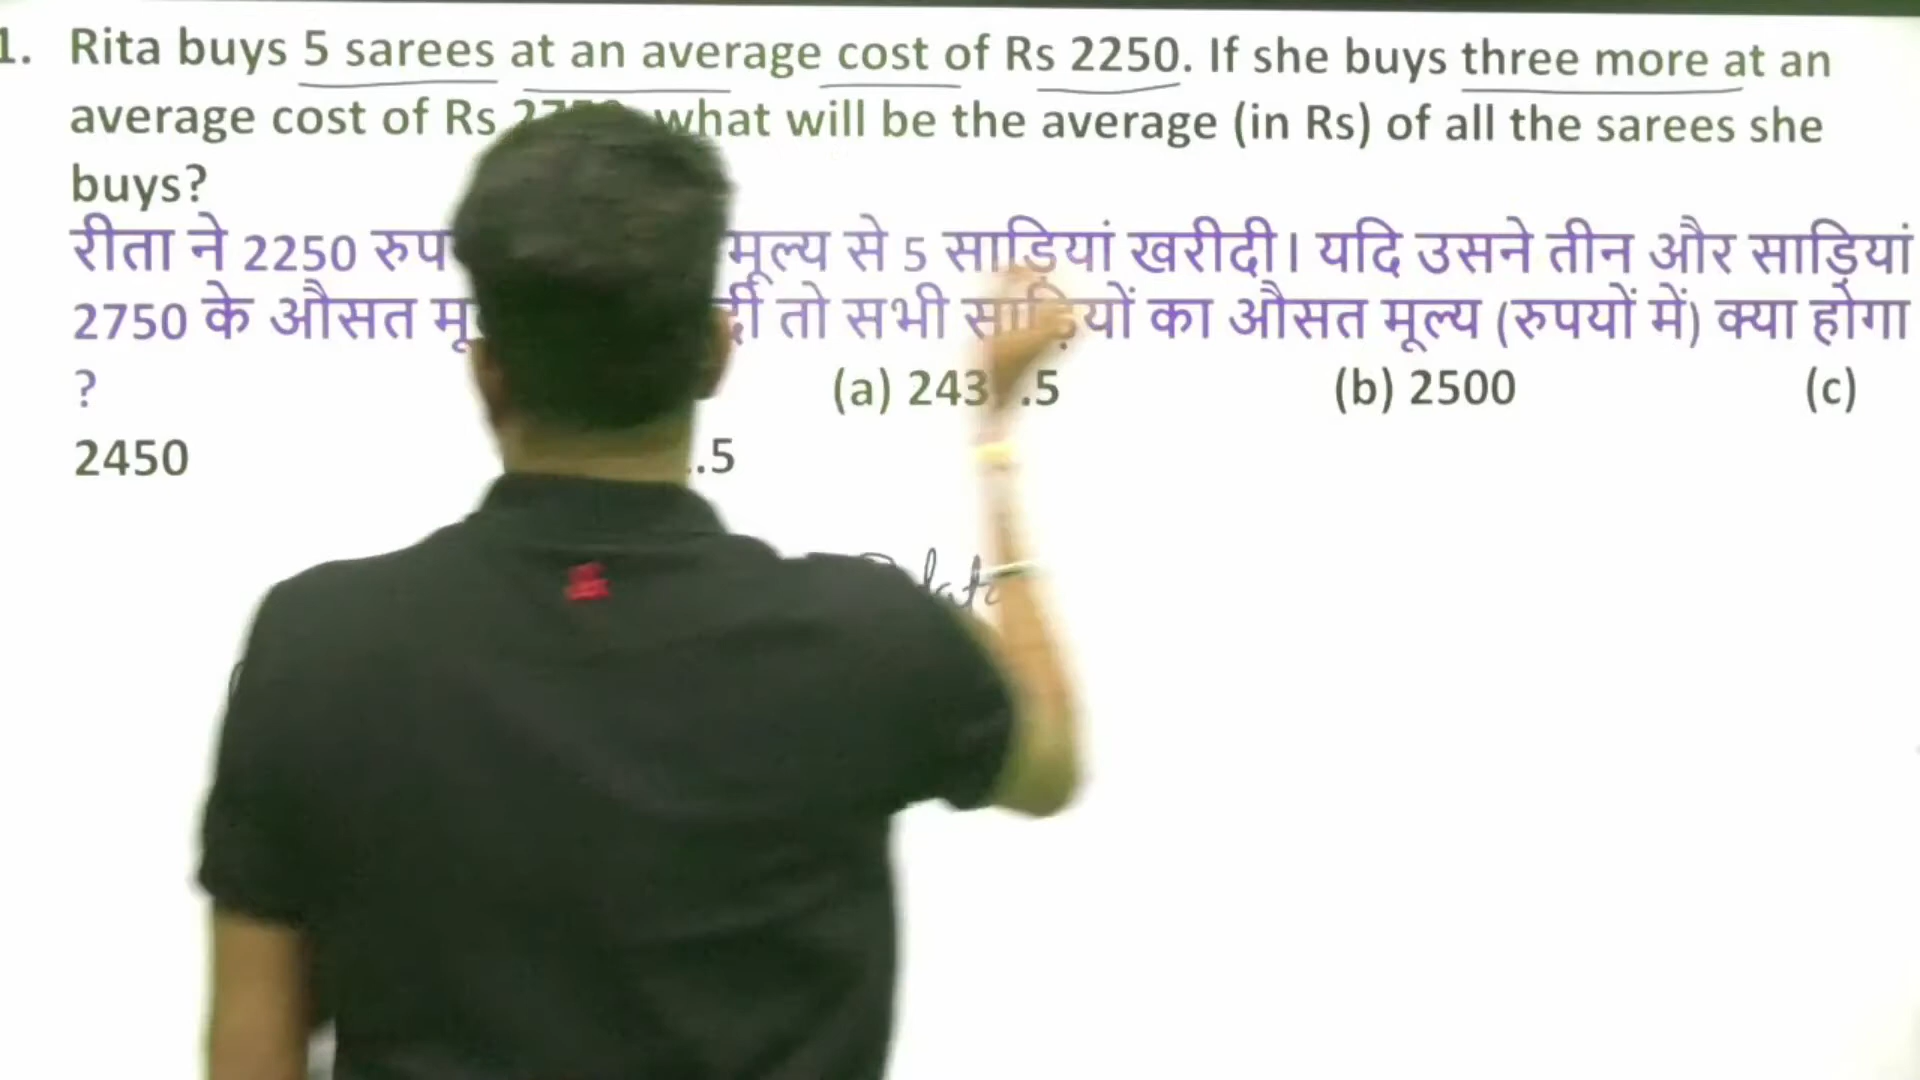 1. Rita buys 5 sarees at an average cost of Rs 2250. If she buys three more at an
average cost of Rs what will be the average (in Rs) of all the sarees she
buys?
रीता ने 2250 मूल्य से 5 साड़ियां खरीदी। यदि उसने तीन और साड़ियां
2750 के औसत तो सभी साड़ियों का औसत मूल्य (रुपयों में) क्या होगा
? (a) (b) 2500 (c)
2450 .5